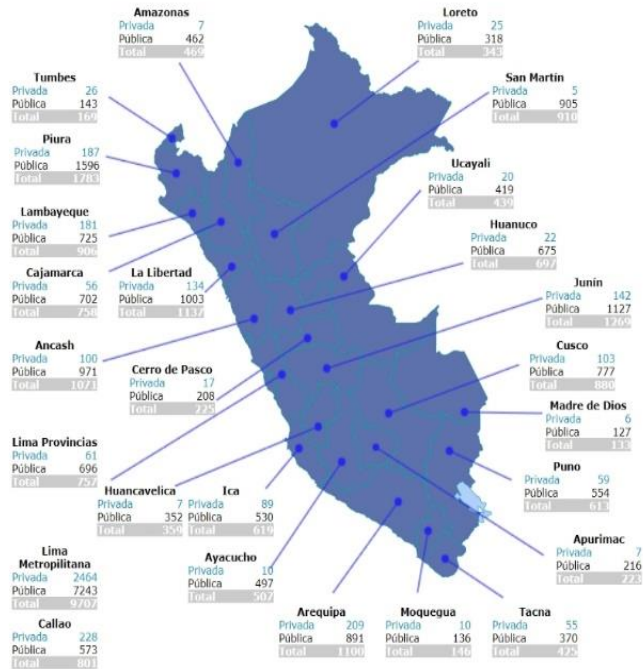 Amazonas
Privada 7
Pública 462
Total 469
Loreto
Privada 25
Pública 318
Total 343
Tumbes
Privada 26
Pública 143
Total 169
San Martín
Privada 5
Pública 905
Total 910
Piura
Privada 187
Pública 1596
Total 1783
Ucayali
Privada 20
Pública 419
Total 439
Lambayeque
Privada 181
Pública 725
Total 906
Huanuco
Privada 22
Pública 675
Total 697
Cajamarca
Privada 56
Pública 702
Total 758
La Libertad
Privada 134
Pública 1003
Total 1137
Junín
Privada 142
Pública 1127
Total 1269
Ancash
Privada 100
Pública 971
Total 1071
Cerro de Pasco
Privada 17
Pública 208
Total 225
Cusco
Privada 103
Pública 777
Total 880
Madre de Dios
Privada 6
Pública 127
Total 133
Lima Provincias
Privada 61
Pública 696
Total 757
Puno
Privada 59
Pública 554
Total 613
Huancavelica
Privada 7
Pública 352
Total 359
Ica
Privada 89
Pública 530
Total 619
Apurimac
Privada 7
Pública 216
Total 223
Lima
Metropilitana
Privada 2464
Pública 7243
Total 9707
Ayacucho
Privada 10
Pública 497
Total 507
Arequipa
Privada 209
Pública 891
Total 1100
Moquegua
Privada 10
Pública 136
Total 146
Tacna
Privada 55
Pública 370
Total 425
Callao
Privada 228
Pública 573
Total 801